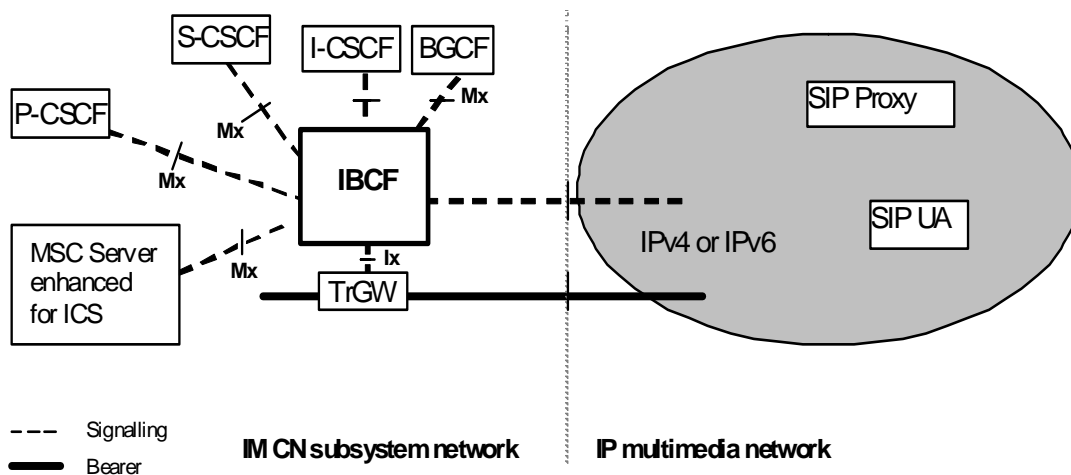 S-CSCF
I-CSCF
BGCF
SIP Proxy
P-CSCF
Mx
Mx
Mx
IBCF
SIP UA
MSC Server
enhanced
for ICS
Mx
Ix
IPv4 or IPv6
TrGW
Signalling
Bearer
IM CN subsystem network
IP multimedia network